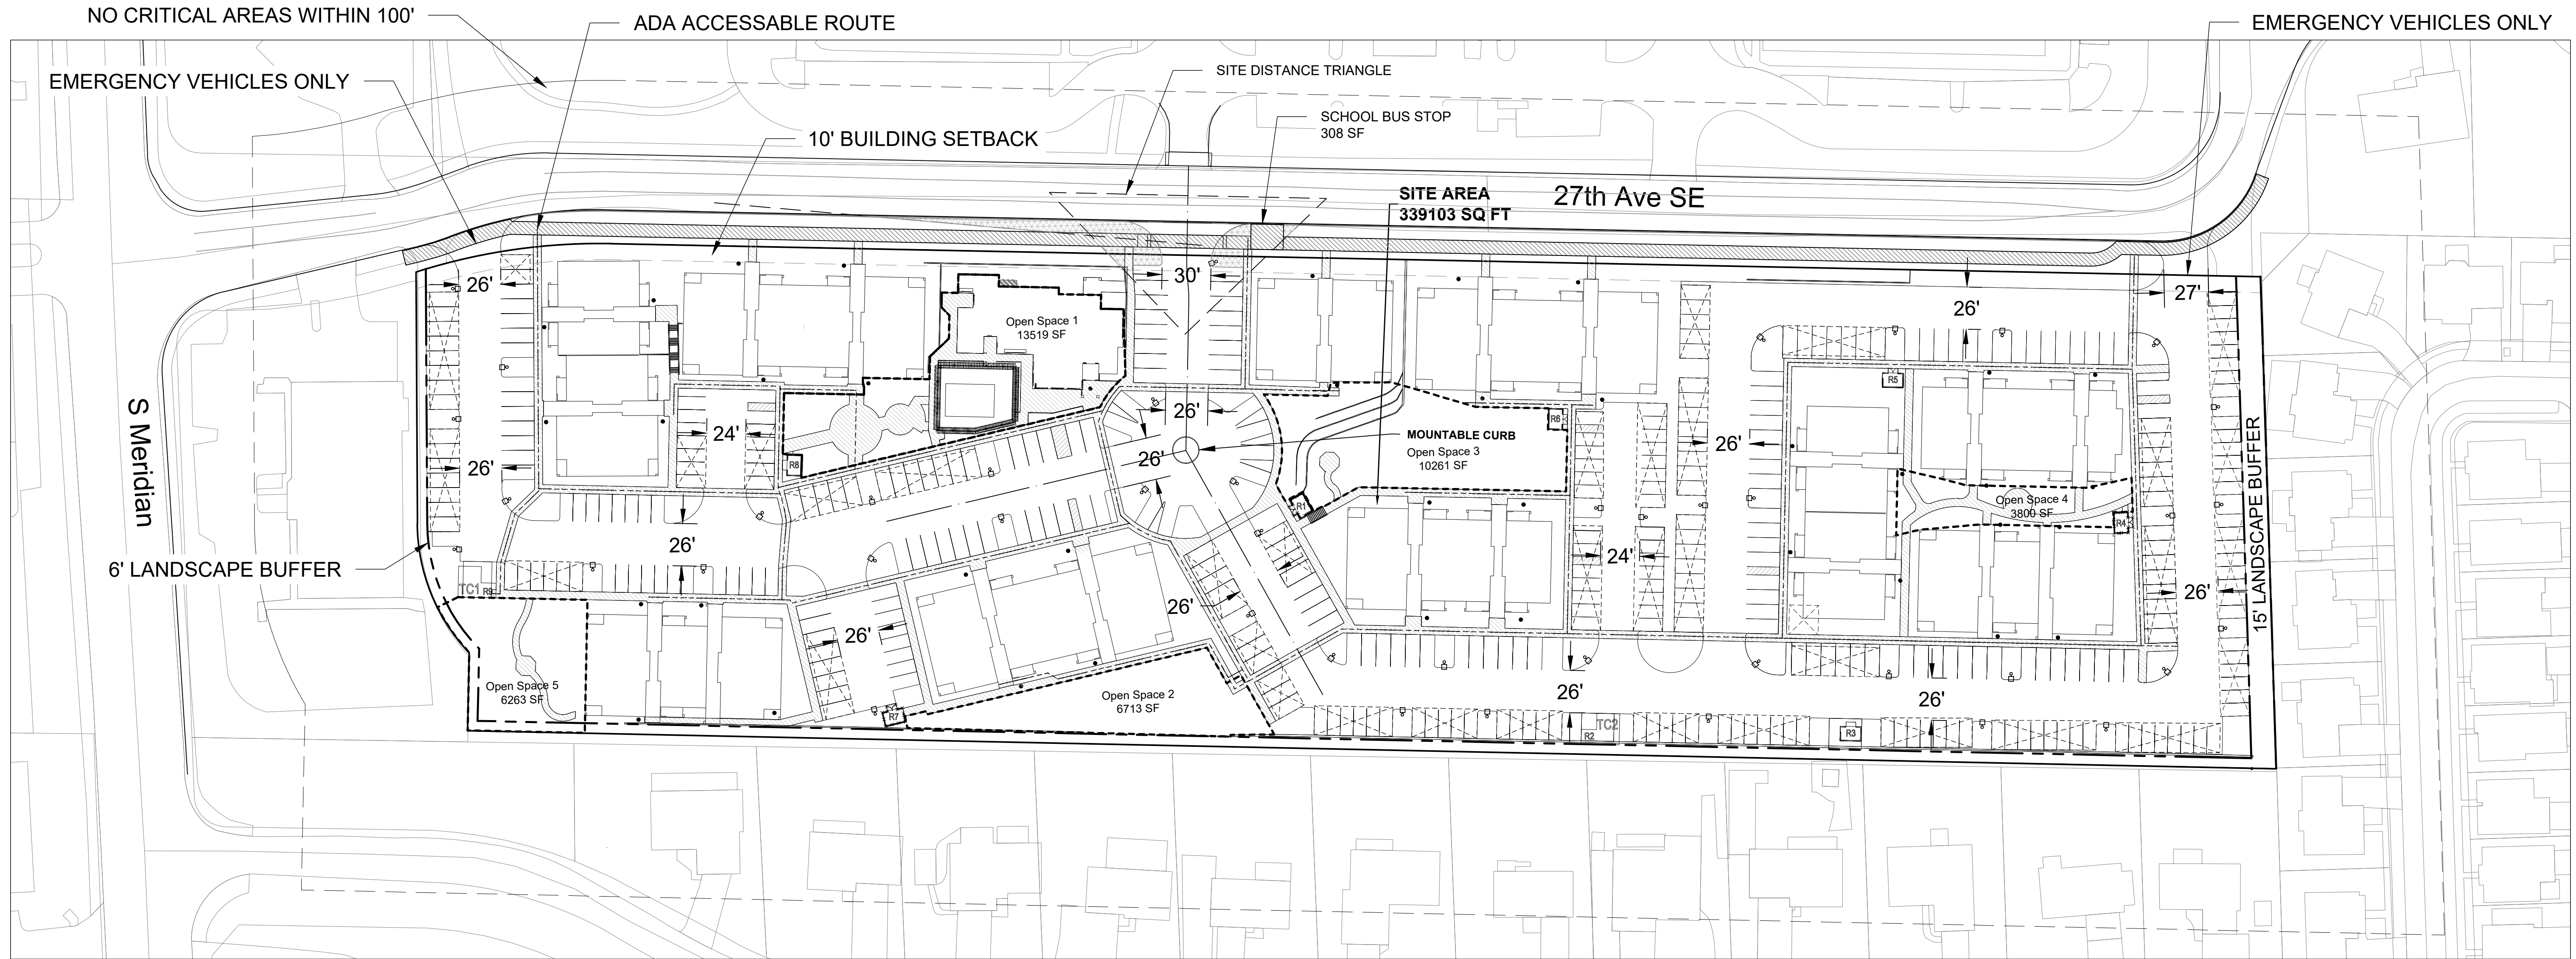 NO CRITICAL AREAS WITHIN 100'
ADA ACCESSABLE ROUTE
EMERGENCY VEHICLES ONLY
EMERGENCY VEHICLES ONLY
SITE DISTANCE TRIANGLE
SCHOOL BUS STOP
308 SF
10' BUILDING SETBACK
SITE AREA
339103 SQ FT
27th Ave SE
26'
30'
26'
27'
Open Space 1
13519 SF
R5
26'
R6
S Meridian
24'
26'
MOUNTABLE CURB
Open Space 3
10261 SF
26'
26'
R8
26'
15' LANDSCAPE BUFFER
Open Space 4
3800 SF
R1
R4
26'
24'
6' LANDSCAPE BUFFER
TC1
R9
26'
26'
26'
Open Space 5
6263 SF
Open Space 2
6713 SF
26'
26'
R7
TC2
R2
R3